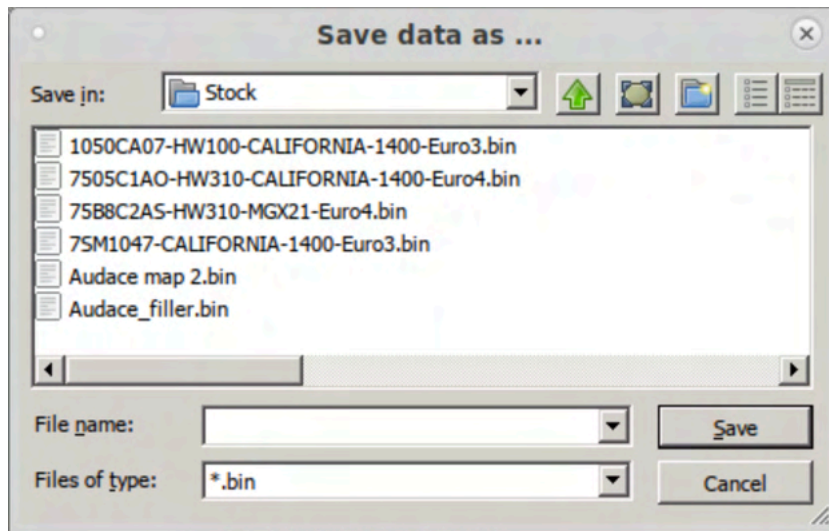 Save data as ...
Save in: Stock
1050CA07-HW100-CALIFORNIA-1400-Euro3.bin
7505C1AO-HW310-CALIFORNIA-1400-Euro4.bin
75B8C2AS-HW310-MGX21-Euro4.bin
7SM1047-CALIFORNIA-1400-Euro3.bin
Audace map 2.bin
Audace_filler.bin
File name: Save
Files of type: *.bin Cancel